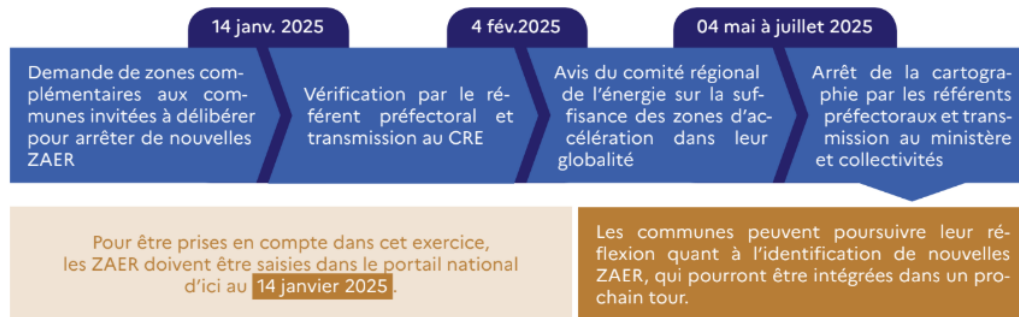 14 janv. 2025
4 fév.2025
04 mai à juillet 2025
Demande de zones com-
plémentaires aux com-
munes invitées à délibérer
pour arrêter de nouvelles
ZAER
Vérification par le ré-
férent préfectoral et
transmission au CRE
Avis du comité régional
de l'énergie sur la suf-
fisance des zones d'ac-
célération dans leur
globalité
Arrêt de la cartogra-
phie par les référents
préfectoraux et trans-
mission au ministère
et collectivités
Pour être prises en compte dans cet exercice,
les ZAER doivent être saisies dans le portail national
d'ici au 14 janvier 2025.
Les communes peuvent poursuivre leur ré-
flexion quant à l'identification de nouvelles
ZAER, qui pourront être intégrées dans un pro-
chain tour.